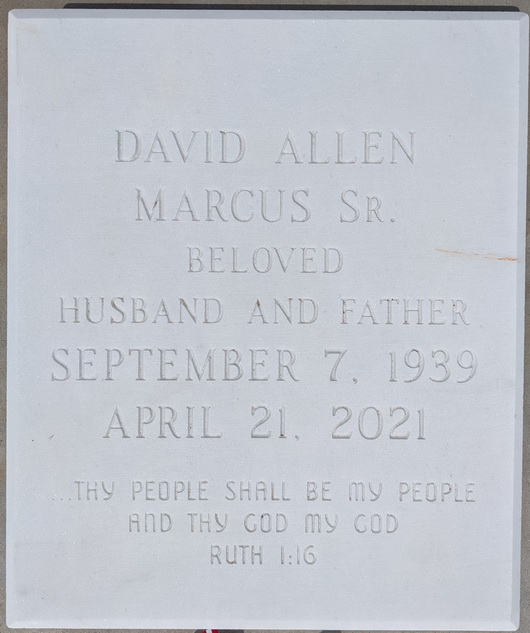 DAVID ALLEN
MARCUS SR.
BELOVED
HUSBAND AND FATHER
SEPTEMBER 7, 1939
APRIL 21, 2021
...THY PEOPLE SHALL BE MY PEOPLE
AND THY GOD MY GOD
RUTH 1:16